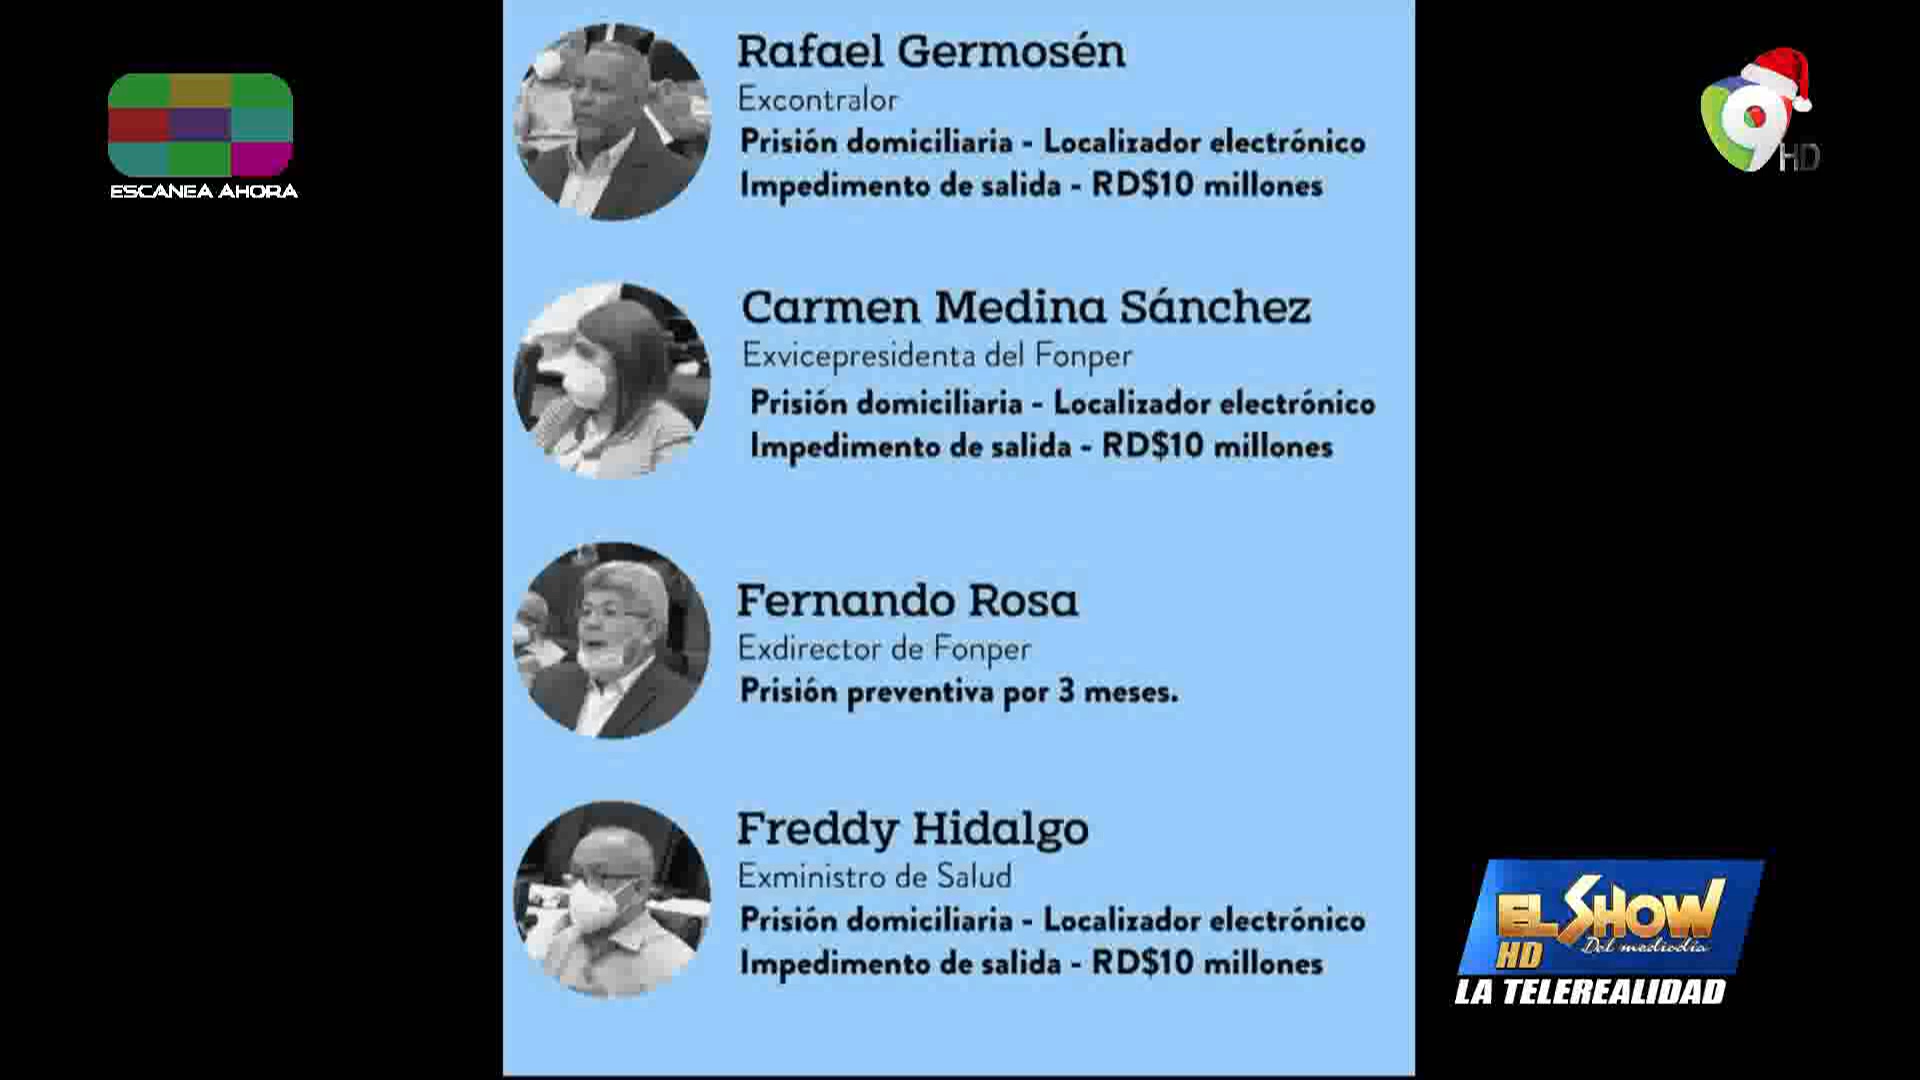 ESCANEA AHORA
9
HD
Rafael Germosén
Excontralor
Prisión domiciliaria - Localizador electrónico
Impedimento de salida - RD$10 millones
Carmen Medina Sánchez
Exvicepresidenta del Fonper
Prisión domiciliaria - Localizador electrónico
Impedimento de salida - RD$10 millones
Fernando Rosa
Exdirector de Fonper
Prisión preventiva por 3 meses.
Freddy Hidalgo
Exministro de Salud
Prisión domiciliaria - Localizador electrónico
Impedimento de salida - RD$10 millones
EL SHOW
HD Del mediodía
LA TELEREALIDAD